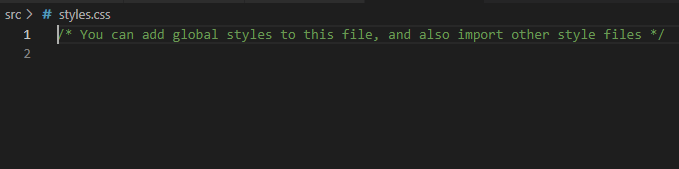 src > # styles.css
1 /* You can add global styles to this file, and also import other style files */
2